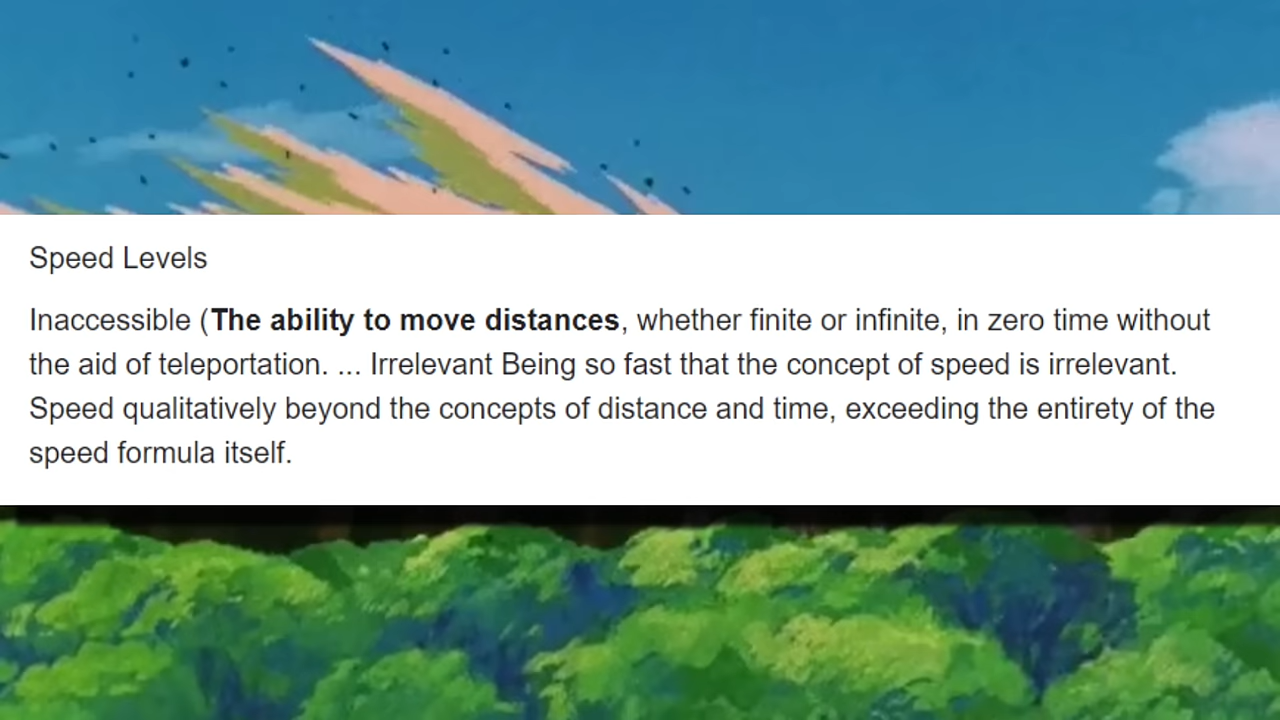 Speed Levels
Inaccessible (The ability to move distances, whether finite or infinite, in zero time without
the aid of teleportation. ... Irrelevant Being so fast that the concept of speed is irrelevant.
Speed qualitatively beyond the concepts of distance and time, exceeding the entirety of the
speed formula itself.